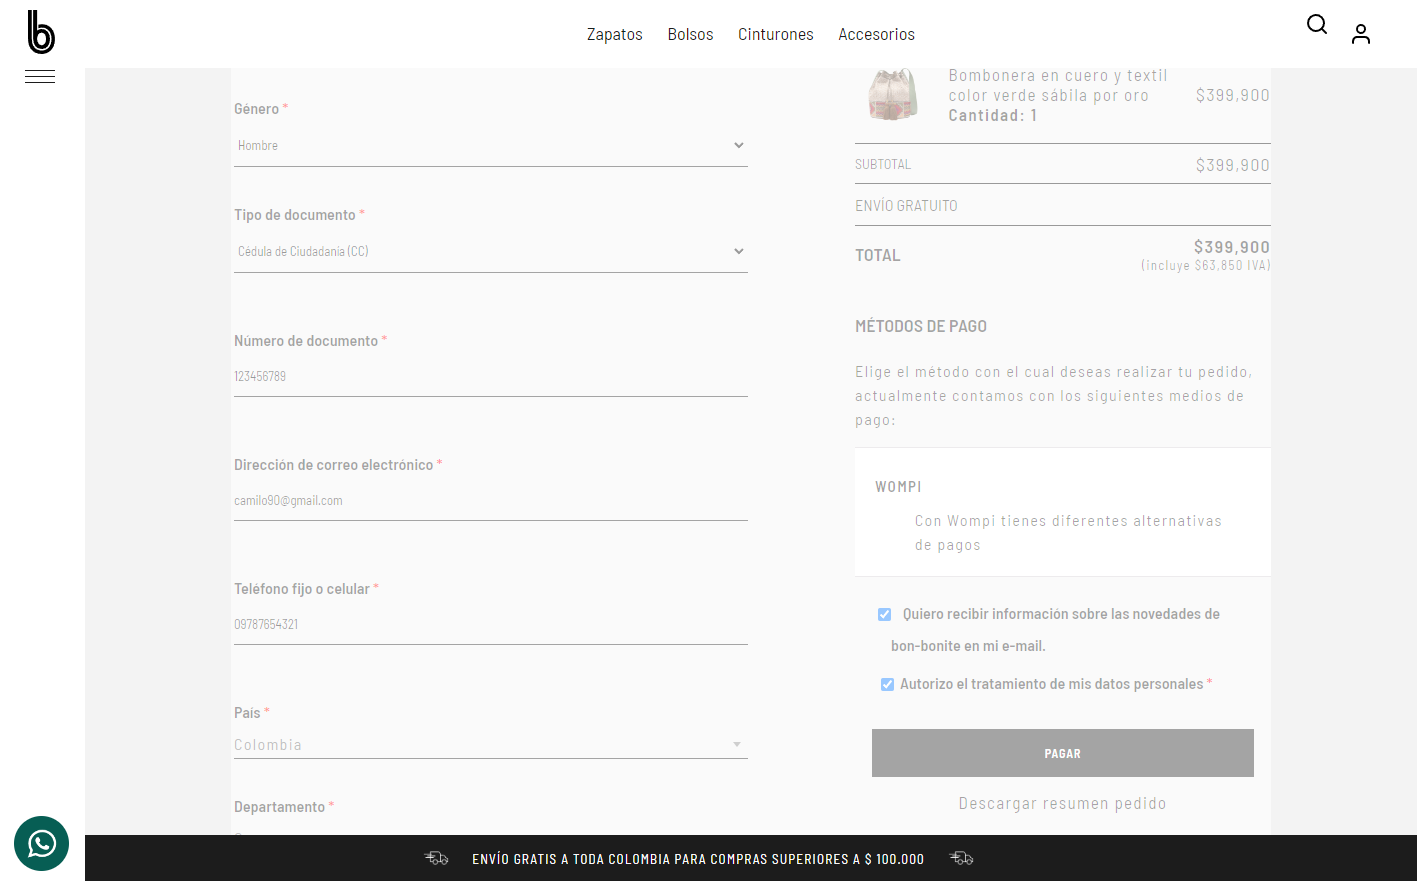 b
Zapatos Bolsos Cinturones Accesorios
Género *
Hombre
Tipo de documento *
Cédula de Ciudadanía (CC)
Número de documento *
123456789
Dirección de correo electrónico *
camilo90@gmail.com
Teléfono fijo o celular *
09787654321
País *
Colombia
Departamento *
Bombonera en cuero y textil
color verde sábila por oro
Cantidad: 1
$399,900
SUBTOTAL $399,900
ENVÍO GRATUITO
TOTAL $399,900
(incluye $63,850 IVA)
MÉTODOS DE PAGO
Elige el método con el cual deseas realizar tu pedido,
actualmente contamos con los siguientes medios de
pago:
WOMPI
Con Wompi tienes diferentes alternativas
de pagos
Quiero recibir información sobre las novedades de
bon-bonite en mi e-mail.
Autorizo el tratamiento de mis datos personales *
PAGAR
Descargar resumen pedido
ENVÍO GRATIS A TODA COLOMBIA PARA COMPRAS SUPERIORES A $ 100.000